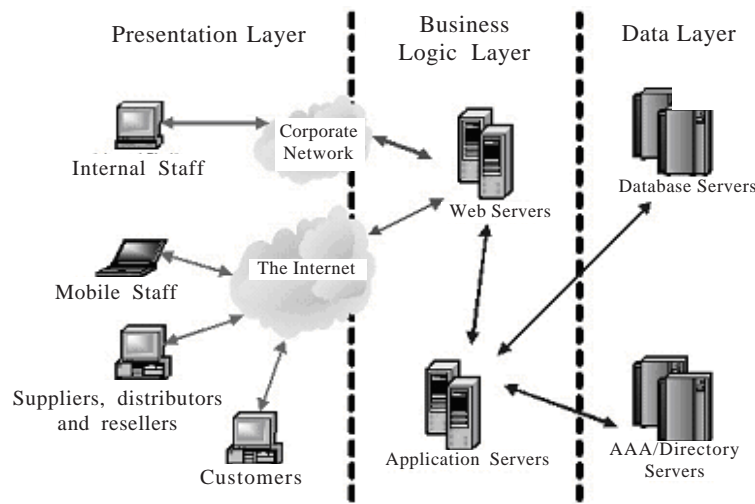 Presentation Layer
Business
Logic Layer
Data Layer
Internal Staff
Corporate
Network
Web Servers
Database Servers
The Internet
Mobile Staff
Suppliers, distributors
and resellers
Customers
Application Servers
AAA/Directory
Servers